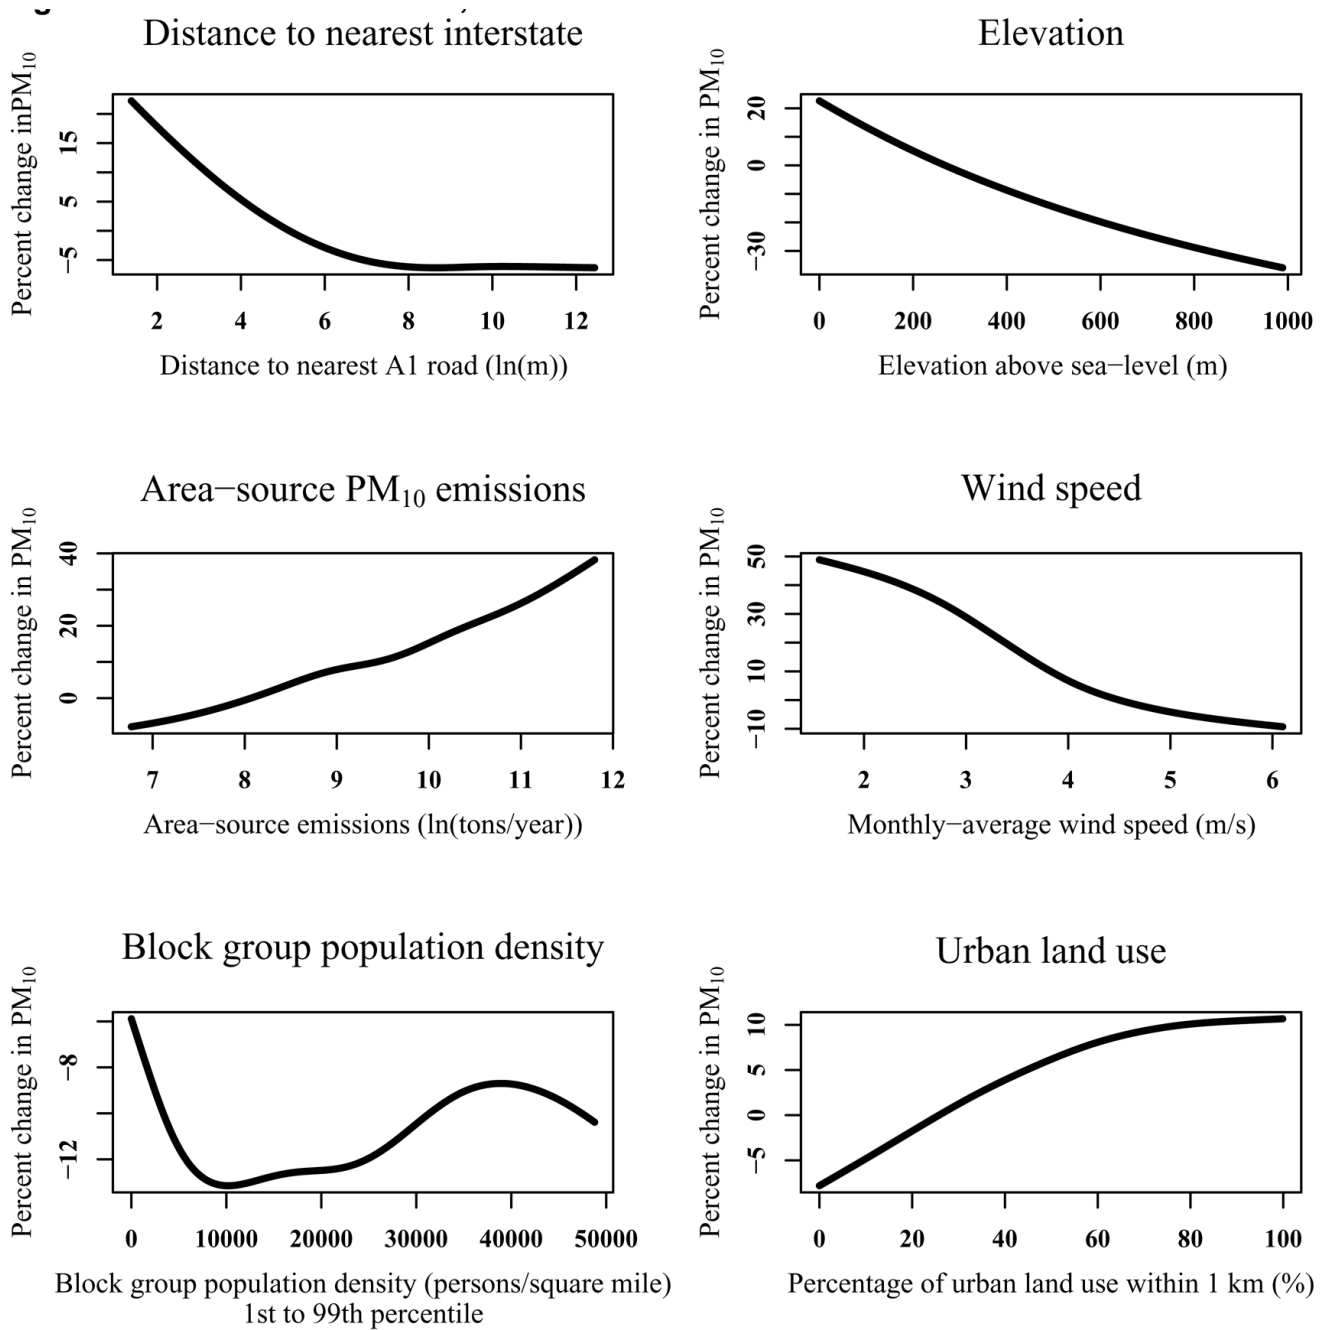 Distance to nearest interstate
Percent change inPM10
15
5
−5
2 4 6 8 10 12
Distance to nearest A1 road (ln(m))
Elevation
Percent change in PM10
20
0
−30
0 200 400 600 800 1000
Elevation above sea−level (m)
Area−source PM10 emissions
Percent change in PM10
40
20
0
7 8 9 10 11 12
Area−source emissions (ln(tons/year))
Wind speed
Percent change in PM10
50
30
10
−10
2 3 4 5 6
Monthly−average wind speed (m/s)
Block group population density
Percent change in PM10
−8
−12
0 10000 20000 30000 40000 50000
Block group population density (persons/square mile)
1st to 99th percentile
Urban land use
Percent change in PM10
10
5
0
−5
0 20 40 60 80 100
Percentage of urban land use within 1 km (%)